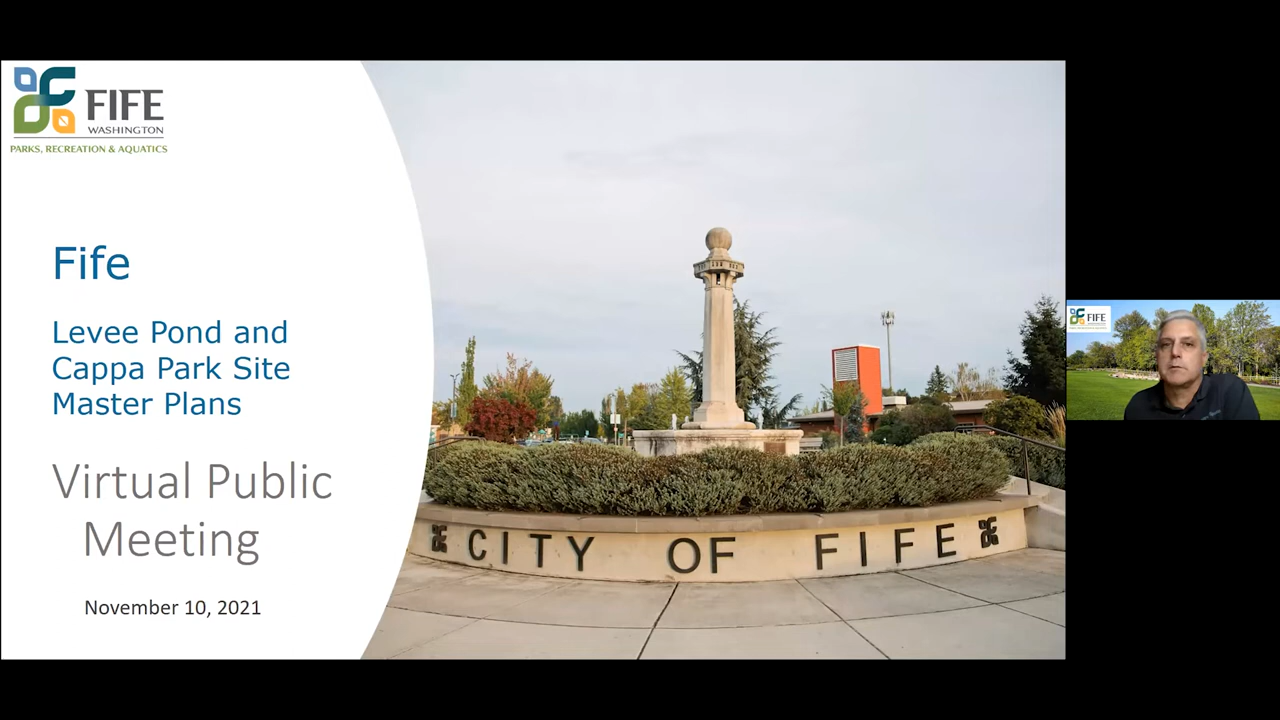 FIFE
WASHINGTON
PARKS, RECREATION & AQUATICS
Fife
Levee Pond and
Cappa Park Site
Master Plans
Virtual Public
Meeting
November 10, 2021
CITY OF FIFE
FIFE